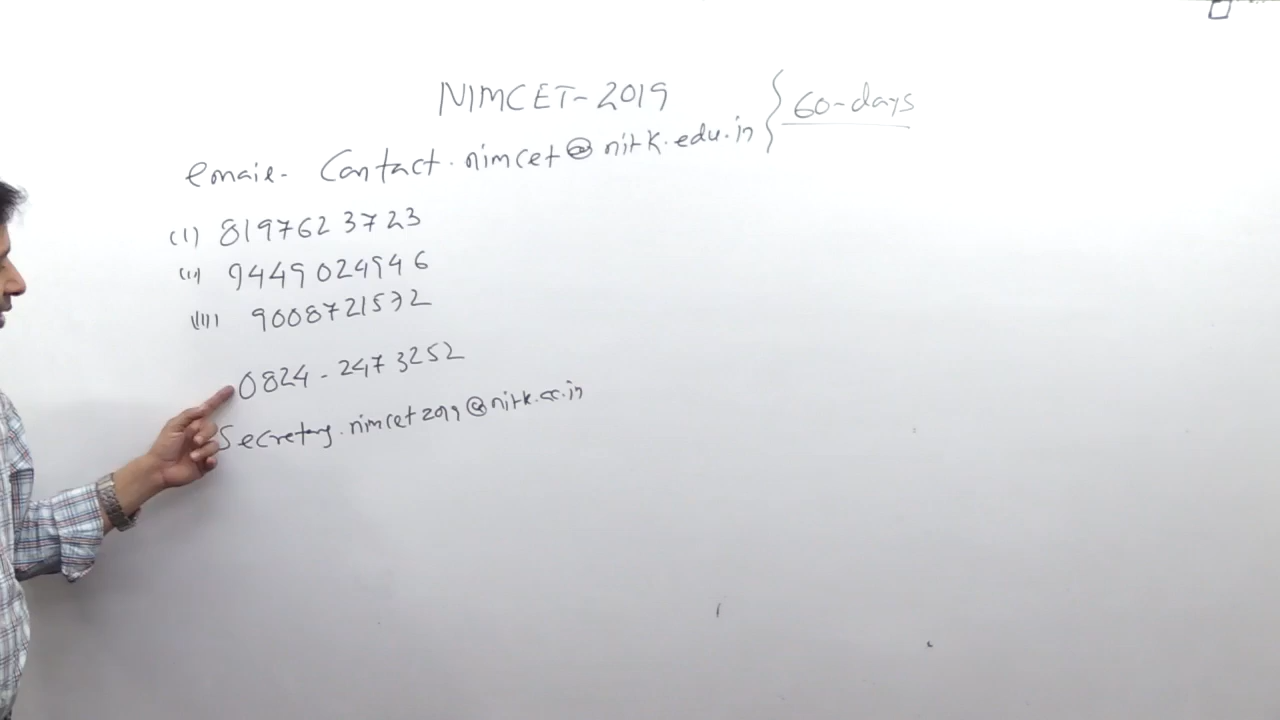 NIMCET-2019 } 60-days
email- Contact.nimcet@nitk.edu.in
(I) 8197623723
(II) 9449024946
(III) 9008721572
0824-2473252
Secretary.nimcet2019@nitk.ac.in